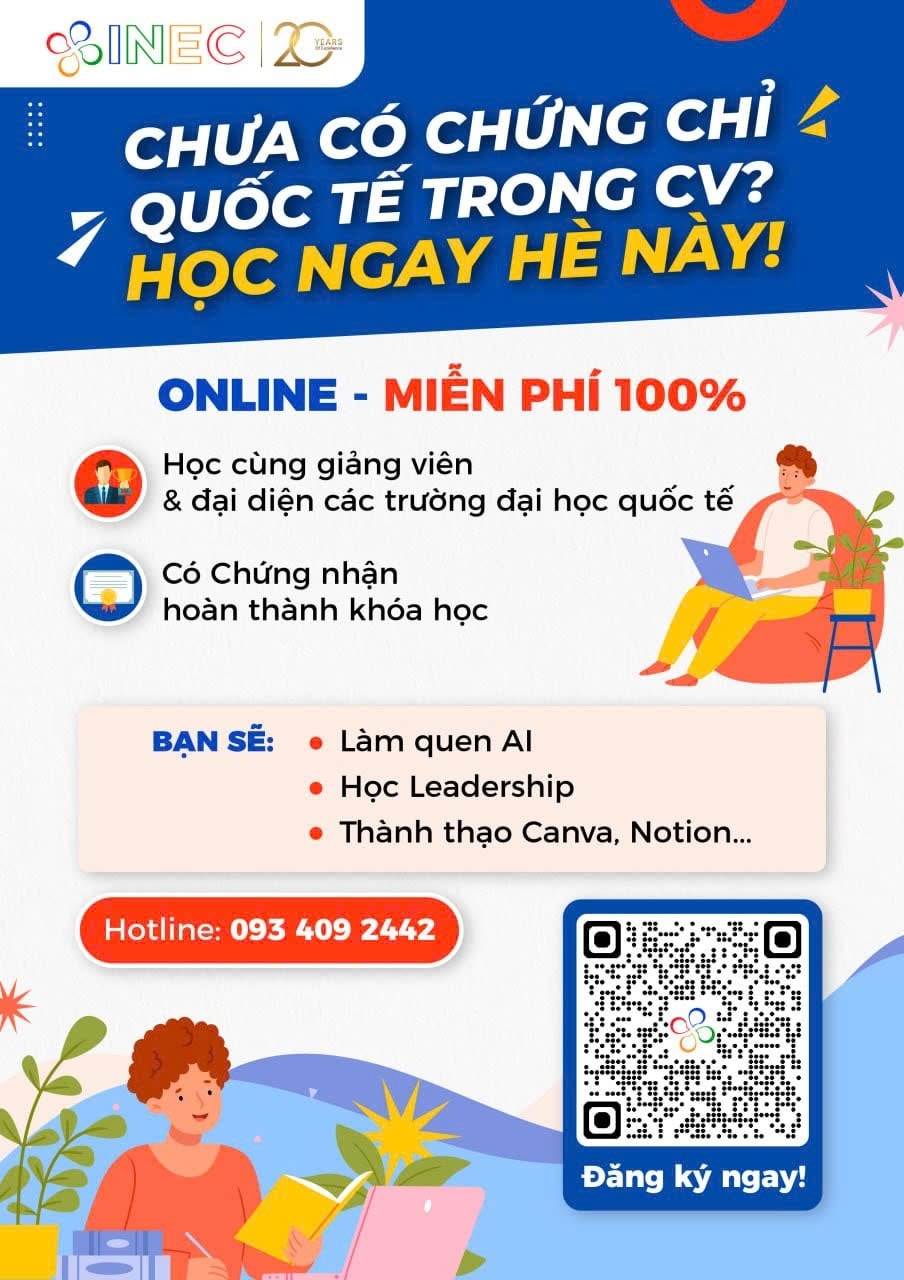 INEC
20 YEARS
Of Excellence
CHƯA CÓ CHỨNG CHỈ
QUỐC TẾ TRONG CV?
HỌC NGAY HÈ NÀY!
ONLINE - MIỄN PHÍ 100%
Học cùng giảng viên
& đại diện các trường đại học quốc tế
Có Chứng nhận
hoàn thành khóa học
BẠN SẼ:
• Làm quen AI
• Học Leadership
• Thành thạo Canva, Notion...
Hotline: 093 409 2442
Đăng ký ngay!